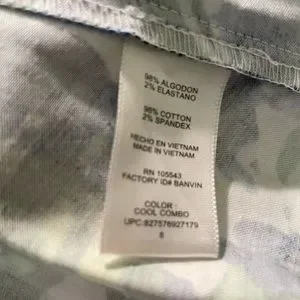 98% ALGODON
2% ELASTANO
98% COTTON
2% SPANDEX
HECHO EN VIETNAM
MADE IN VIETNAM
RN 105543
FACTORY ID# BANVIN
COLOR :
COOL COMBO
UPC:827576927179
8